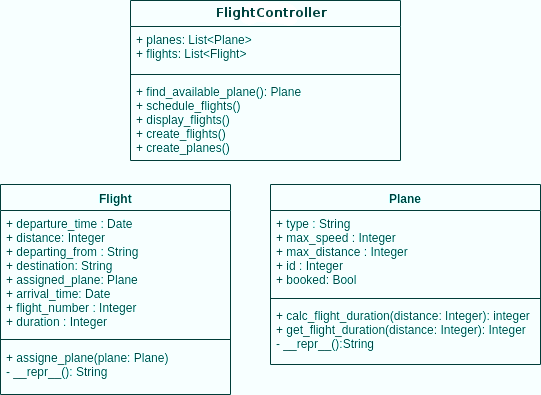 FlightController
+ planes: List<Plane>
+ flights: List<Flight>
+ find_available_plane(): Plane
+ schedule_flights()
+ display_flights()
+ create_flights()
+ create_planes()
Flight
+ departure_time : Date
+ distance: Integer
+ departing_from : String
+ destination: String
+ assigned_plane: Plane
+ arrival_time: Date
+ flight_number : Integer
+ duration : Integer
+ assigne_plane(plane: Plane)
- __repr__(): String
Plane
+ type : String
+ max_speed : Integer
+ max_distance : Integer
+ id : Integer
+ booked: Bool
+ calc_flight_duration(distance: Integer): integer
+ get_flight_duration(distance: Integer): Integer
- __repr__():String